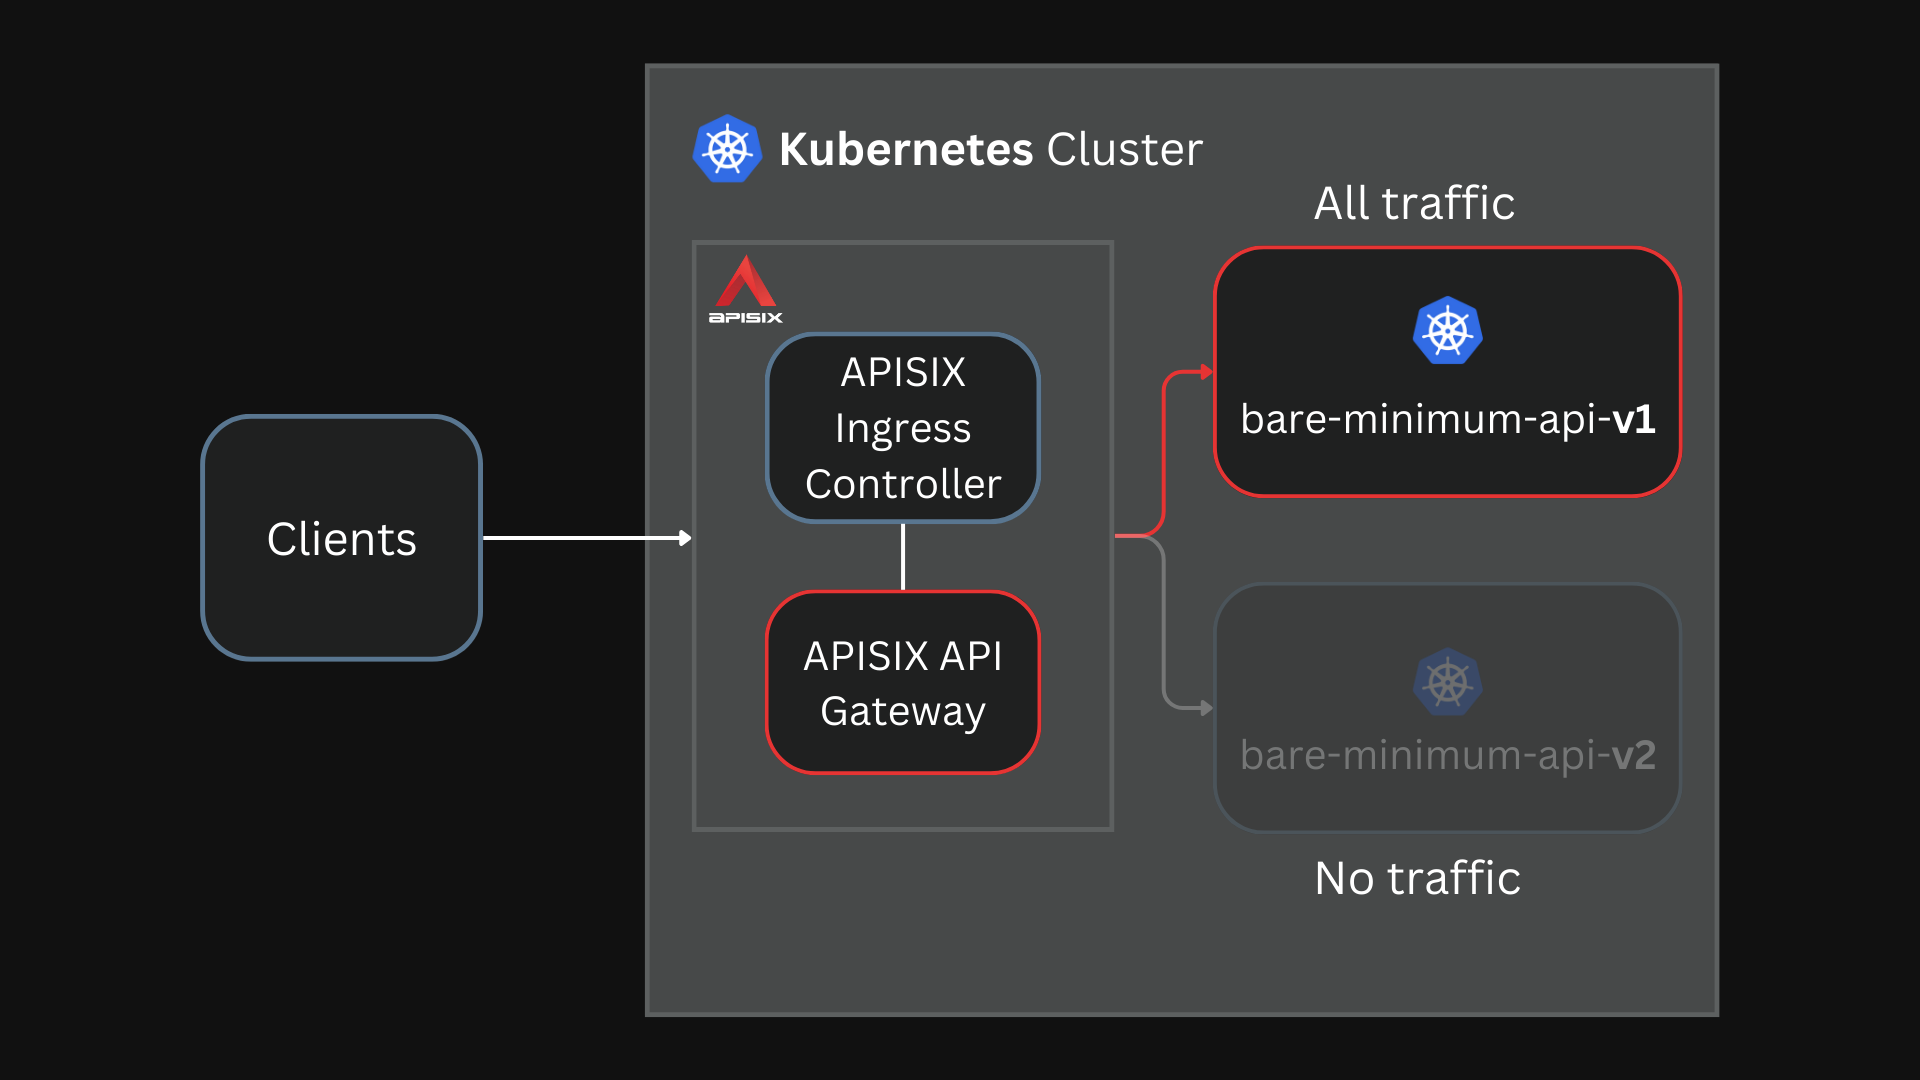 Kubernetes Cluster
All traffic
APISIX
APISIX
Ingress
Controller
bare-minimum-api-v1
Clients
APISIX API
Gateway
bare-minimum-api-v2
No traffic